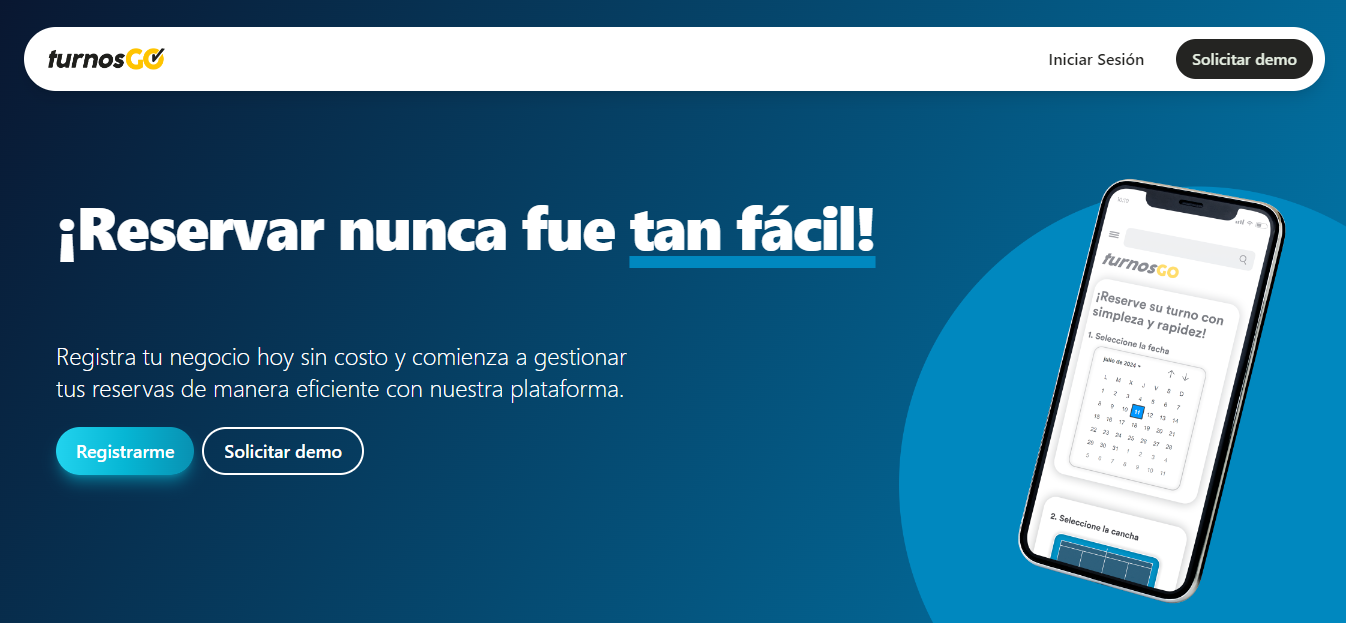 turnosGO
Iniciar Sesión
Solicitar demo
¡Reservar nunca fue tan fácil!
Registra tu negocio hoy sin costo y comienza a gestionar
tus reservas de manera eficiente con nuestra plataforma.
Registrarme
Solicitar demo
turnosGO
¡Reserve su turno con
simpleza y rapidez!
1. Seleccione la fecha
julio de 2024
L M X J V S D
1 2 3 4 5 6 7
8 9 10 11 12 13 14
15 16 17 18 19 20 21
22 23 24 25 26 27 28
29 30 31 1 2 3 4
5 6 7 8 9 10 11
2. Seleccione la cancha